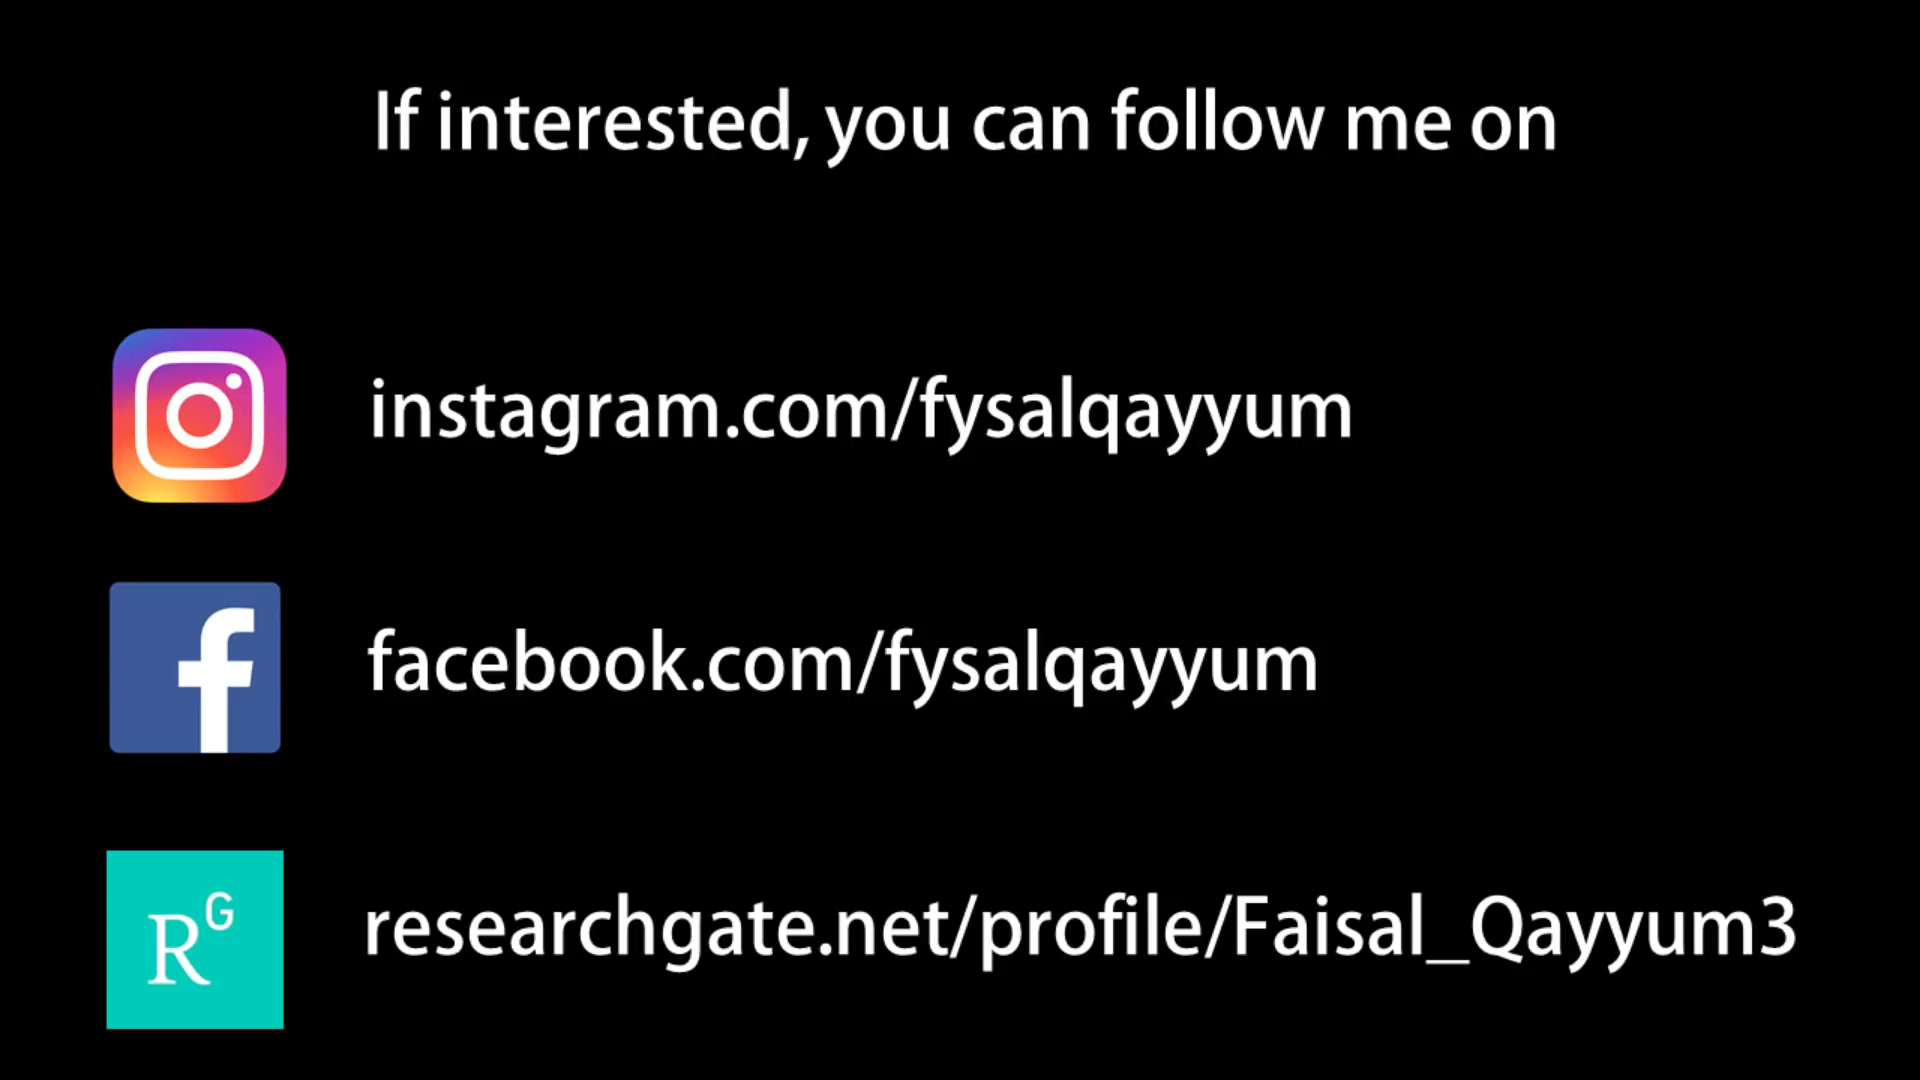 If interested, you can follow me on
instagram.com/fysalqayyum
facebook.com/fysalqayyum
RG
researchgate.net/profile/Faisal_Qayyum3